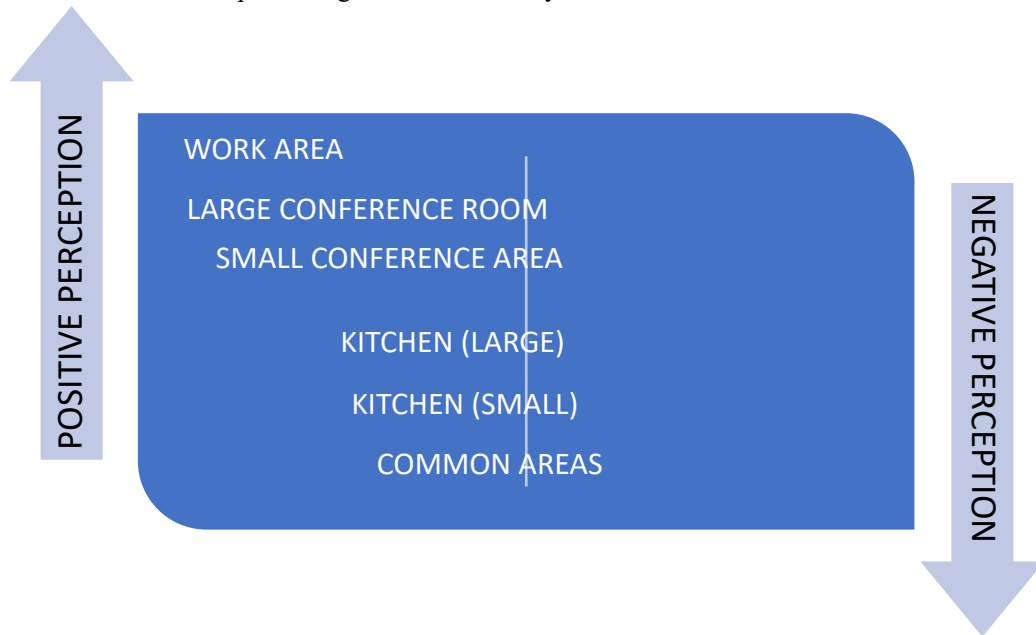 POSITIVE PERCEPTION
WORK AREA
LARGE CONFERENCE ROOM
SMALL CONFERENCE AREA
KITCHEN (LARGE)
KITCHEN (SMALL)
COMMON AREAS
NEGATIVE PERCEPTION